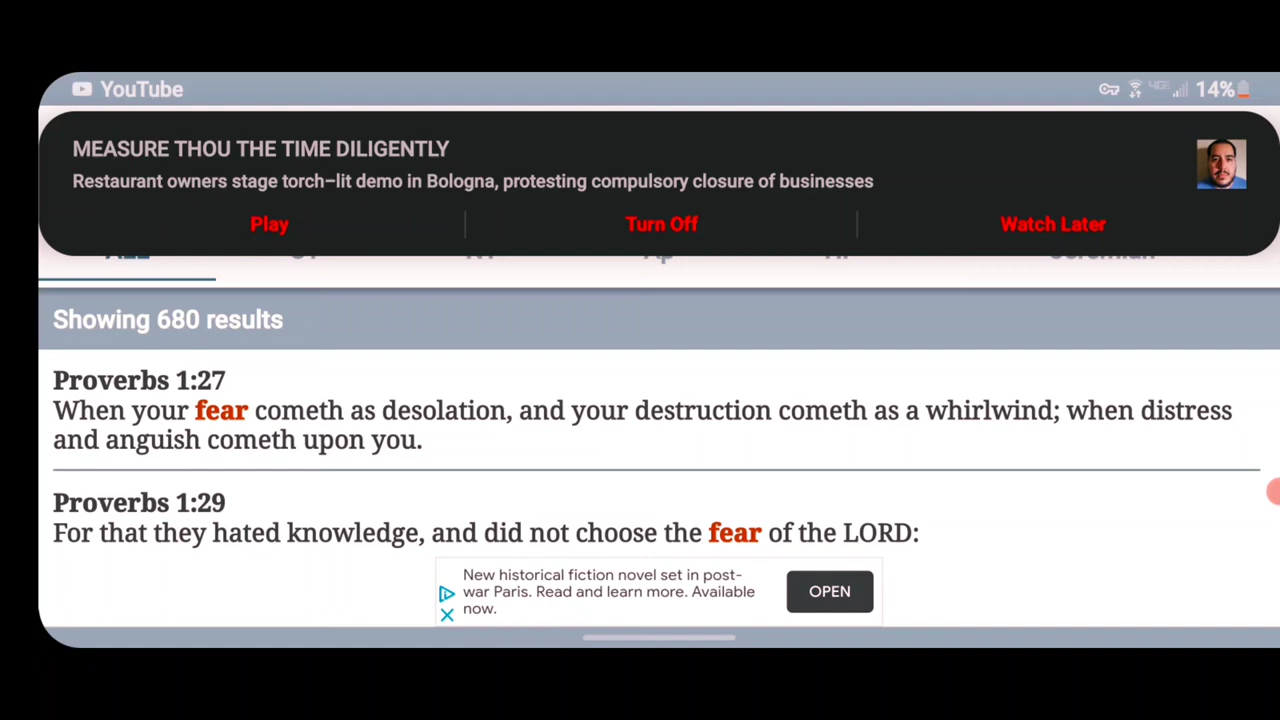 YouTube
14%
MEASURE THOU THE TIME DILIGENTLY
Restaurant owners stage torch-lit demo in Bologna, protesting compulsory closure of businesses
Play Turn Off Watch Later
Showing 680 results
Proverbs 1:27
When your fear cometh as desolation, and your destruction cometh as a whirlwind; when distress
and anguish cometh upon you.
Proverbs 1:29
For that they hated knowledge, and did not choose the fear of the LORD:
New historical fiction novel set in post-
war Paris. Read and learn more. Available
now.
OPEN